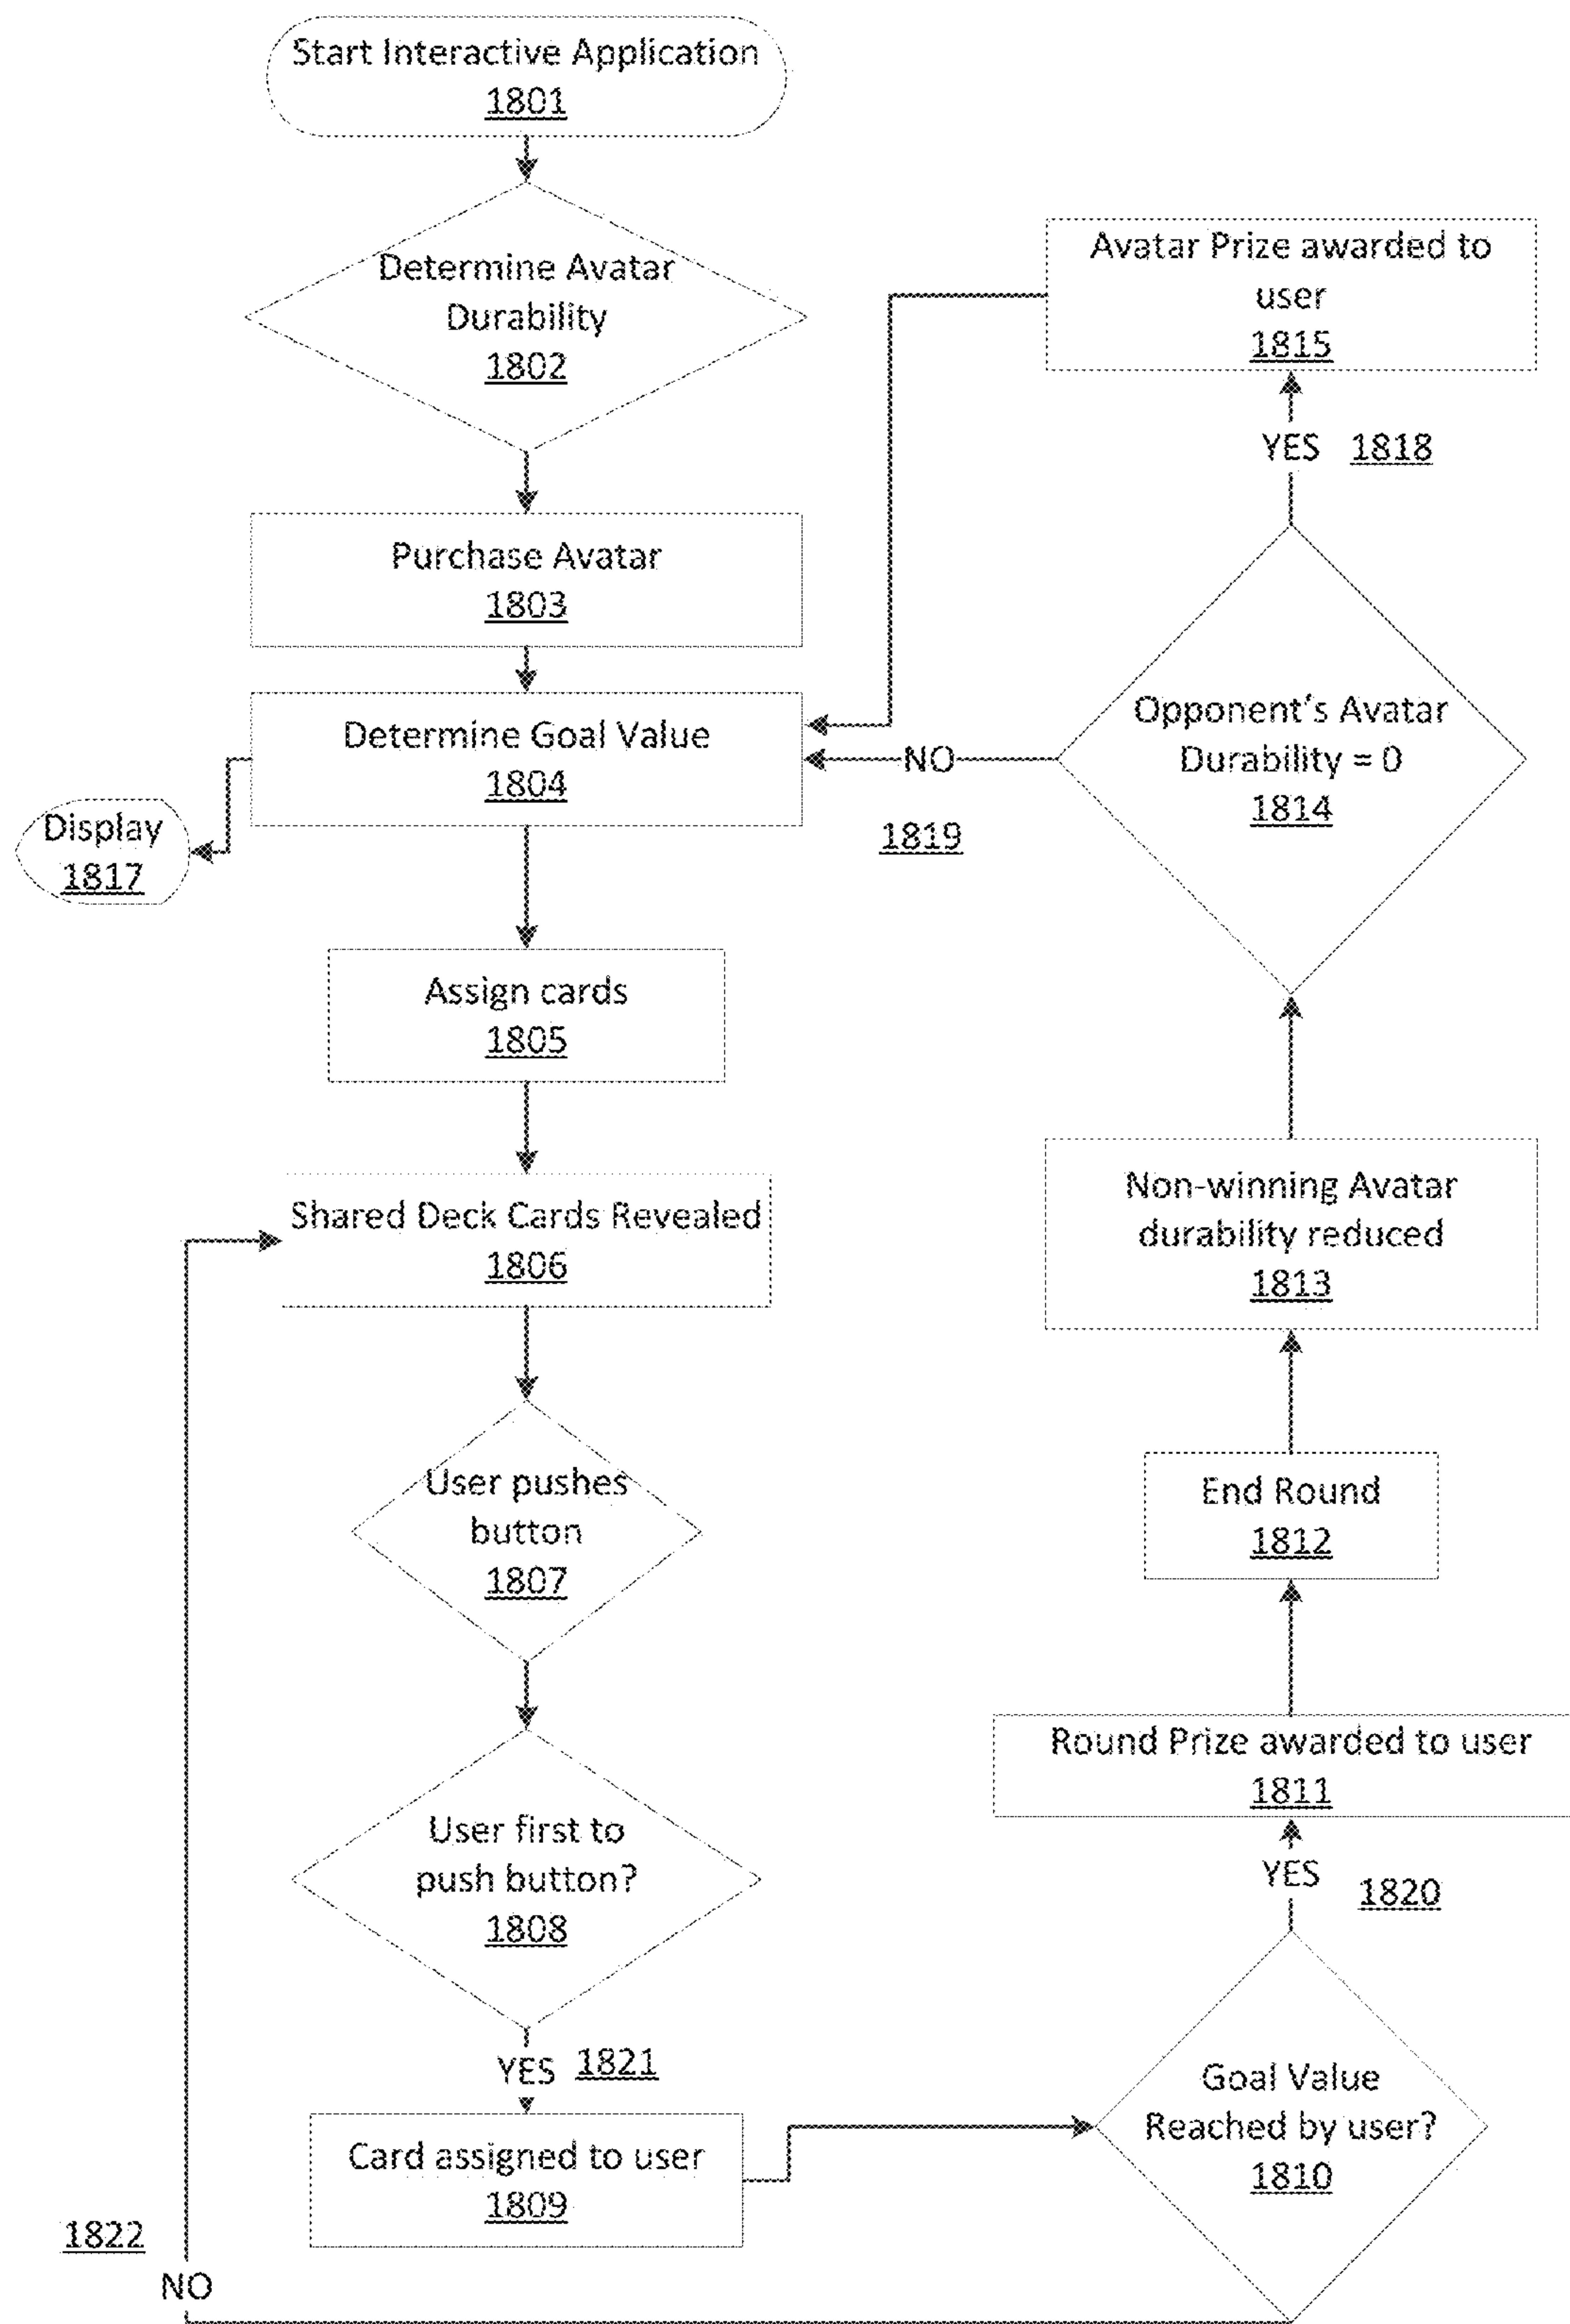 Start Interactive Application
1801
Determine Avatar
Durability
1802
Purchase Avatar
1803
Determine Goal Value
1804
Display
1817
Assign cards
1805
Shared Deck Cards Revealed
1806
User pushes
button
1807
User first to
push button?
1808
YES 1821
Card assigned to user
1809
1822
NO
Avatar Prize awarded to
user
1815
YES 1818
Opponent's Avatar
Durability = 0
1814
NO
1819
Non-winning Avatar
durability reduced
1813
End Round
1812
Round Prize awarded to user
1811
YES 1820
Goal Value
Reached by user?
1810